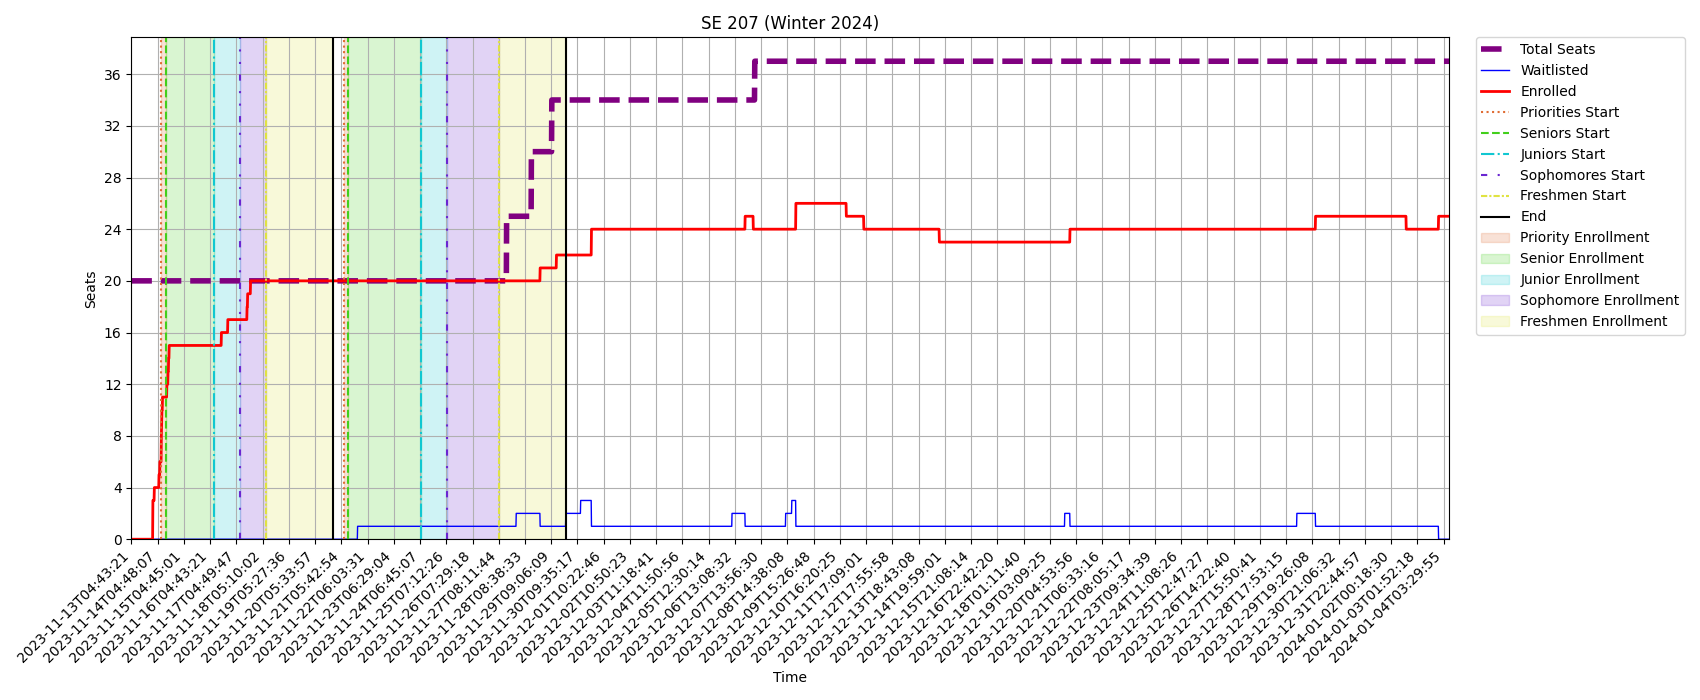 SE 207 (Winter 2024)
Seats
36
32
28
24
20
16
12
8
4
0
2023-11-13T04:43:21
2023-11-14T04:48:07
2023-11-15T04:45:01
2023-11-16T04:43:21
2023-11-17T04:49:47
2023-11-18T05:10:02
2023-11-19T05:27:36
2023-11-20T05:33:57
2023-11-21T05:42:54
2023-11-22T06:03:31
2023-11-23T06:29:04
2023-11-24T06:45:07
2023-11-25T07:12:26
2023-11-26T07:29:18
2023-11-27T08:11:44
2023-11-28T08:38:33
2023-11-29T09:06:09
2023-11-30T09:35:17
2023-12-01T10:22:46
2023-12-02T10:50:23
2023-12-03T11:18:41
2023-12-04T11:50:56
2023-12-05T12:30:14
2023-12-06T13:08:32
2023-12-07T13:56:30
2023-12-08T14:38:08
2023-12-09T15:26:48
2023-12-10T16:20:25
2023-12-11T17:09:01
2023-12-12T17:55:58
2023-12-13T18:43:08
2023-12-14T19:59:01
2023-12-15T21:08:14
2023-12-16T22:42:20
2023-12-18T01:11:40
2023-12-19T03:09:25
2023-12-20T04:53:56
2023-12-21T06:33:16
2023-12-22T08:05:17
2023-12-23T09:34:39
2023-12-24T11:08:26
2023-12-25T12:47:27
2023-12-26T14:22:40
2023-12-27T15:50:41
2023-12-28T17:53:15
2023-12-29T19:26:08
2023-12-30T21:06:32
2023-12-31T22:44:57
2024-01-02T00:18:30
2024-01-03T01:52:18
2024-01-04T03:29:55
Time
Total Seats
Waitlisted
Enrolled
Priorities Start
Seniors Start
Juniors Start
Sophomores Start
Freshmen Start
End
Priority Enrollment
Senior Enrollment
Junior Enrollment
Sophomore Enrollment
Freshmen Enrollment